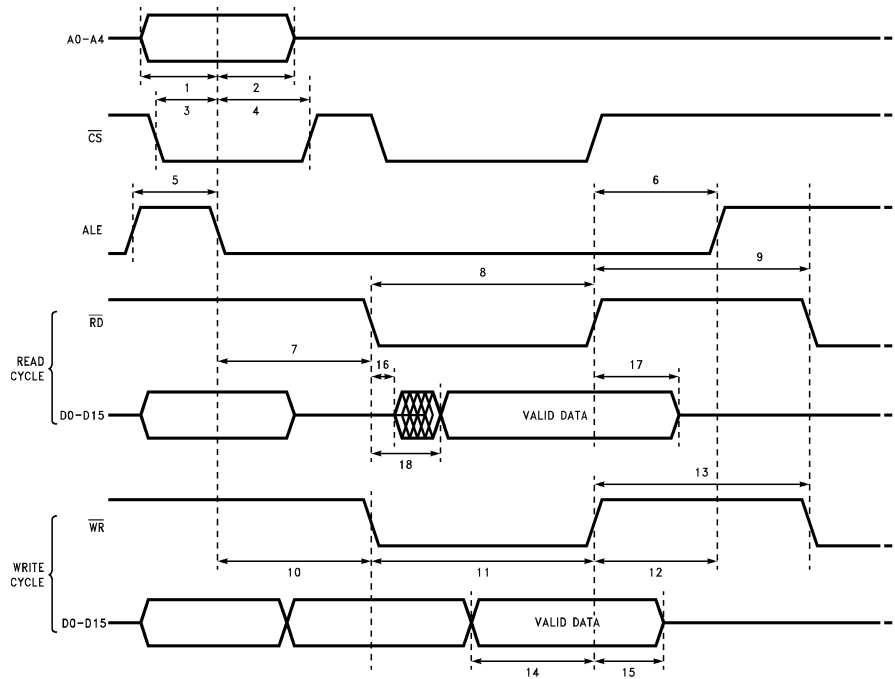 A0-A4
1 2
3 4
CS
5 6
ALE
9
8
RD
7
16 17
READ
CYCLE
D0-D15 VALID DATA
18
13
WR
10 11 12
WRITE
CYCLE
D0-D15 VALID DATA
14 15